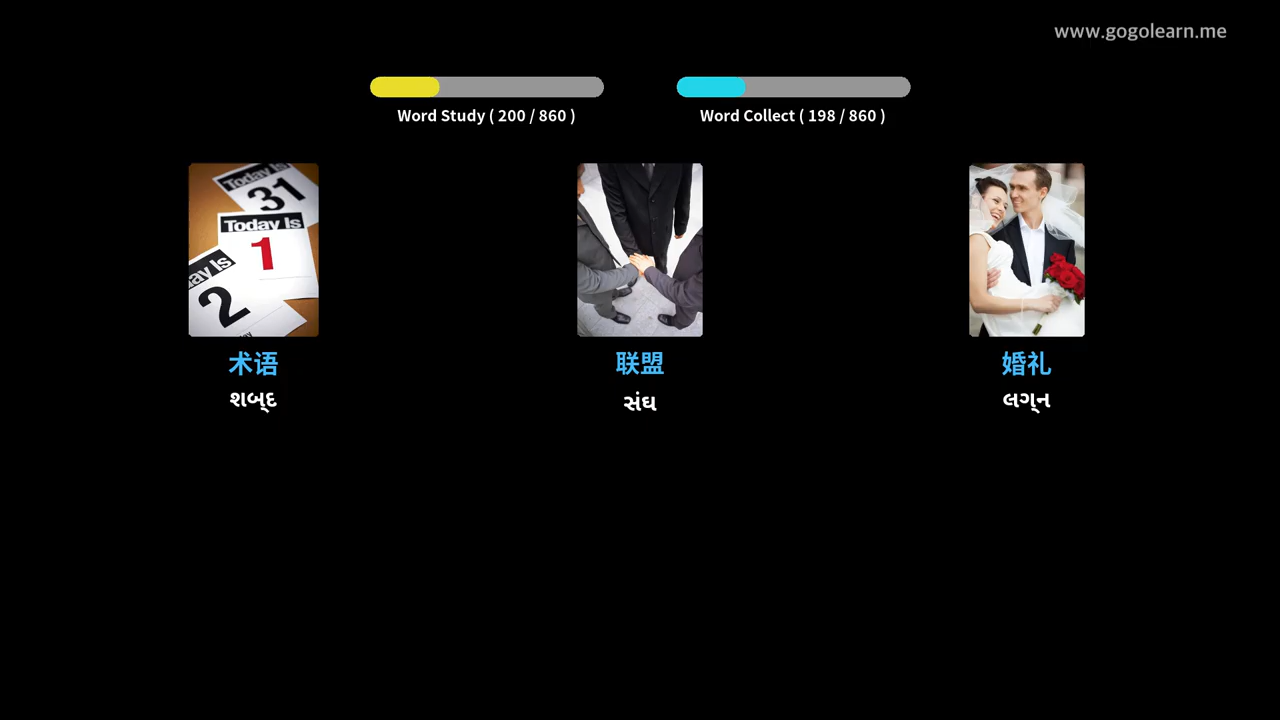 www.gogolearn.me
Word Study ( 200 / 860 )
Word Collect ( 198 / 860 )
Today Is
31
Today Is
1
ay Is
2
术语
联盟
婚礼
શબ્દ
સંઘ
લગ્ન